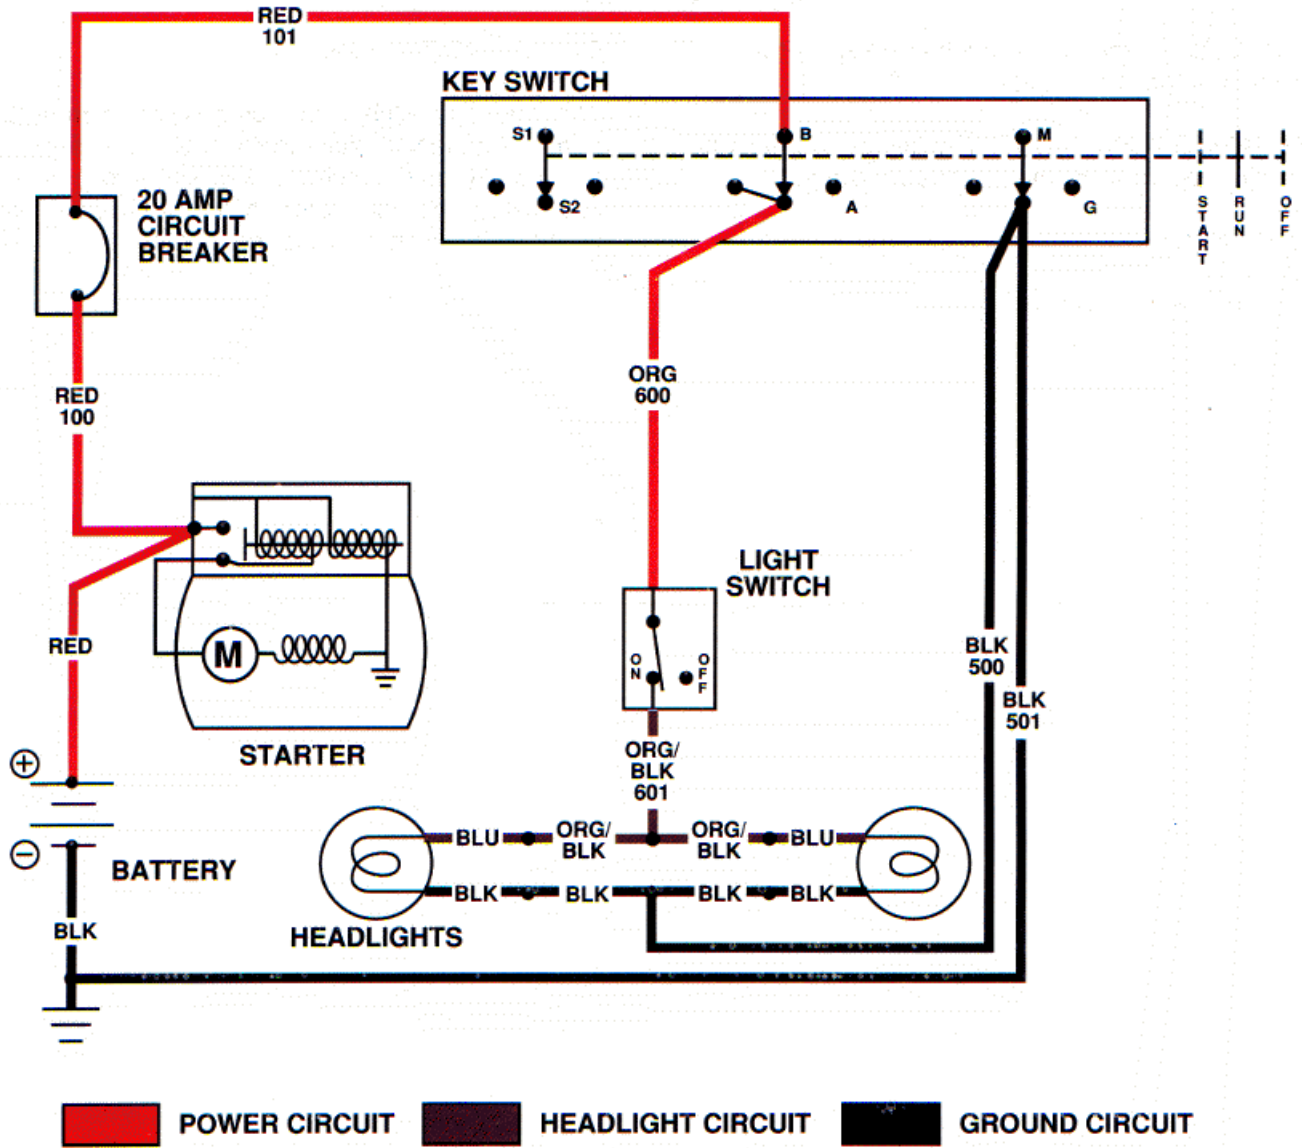 RED
101
KEY SWITCH
S1
B
M
S2
A
G
START
RUN
OFF
20 AMP
CIRCUIT
BREAKER
RED
100
ORG
600
LIGHT
SWITCH
ON
OFF
RED
M
STARTER
BLK
500
BLK
501
ORG/
BLK
601
+
BLU
ORG/
BLK
ORG/
BLK
BLU
−
BATTERY
BLK
BLK
BLK
BLK
HEADLIGHTS
BLK
POWER CIRCUIT
HEADLIGHT CIRCUIT
GROUND CIRCUIT